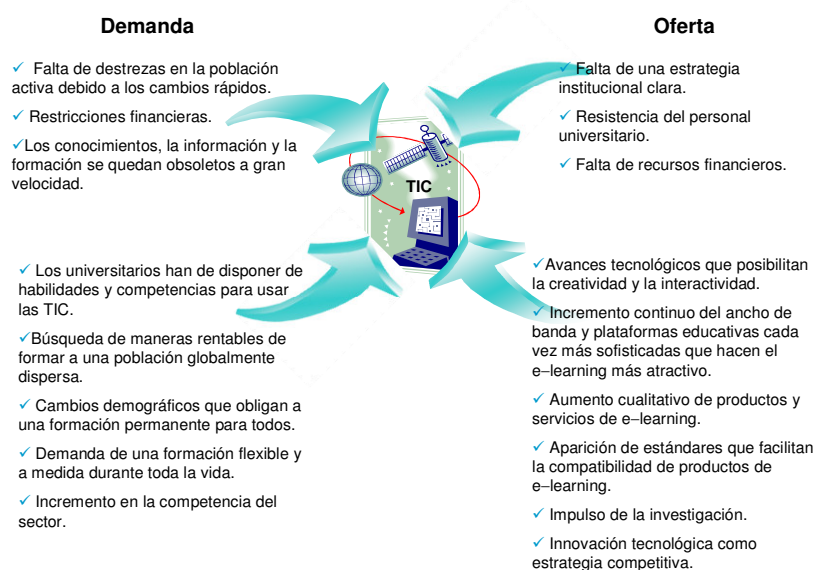 Demanda
✓ Falta de destrezas en la población
activa debido a los cambios rápidos.
✓ Restricciones financieras.
✓Los conocimientos, la información y la
formación se quedan obsoletos a gran
velocidad.
✓ Los universitarios han de disponer de
habilidades y competencias para usar
las TIC.
✓Búsqueda de maneras rentables de
formar a una población globalmente
dispersa.
✓ Cambios demográficos que obligan a
una formación permanente para todos.
✓ Demanda de una formación flexible y
a medida durante toda la vida.
✓ Incremento en la competencia del
sector.
TIC
Oferta
✓ Falta de una estrategia
institucional clara.
✓ Resistencia del personal
universitario.
✓ Falta de recursos financieros.
✓Avances tecnológicos que posibilitan
la creatividad y la interactividad.
✓ Incremento continuo del ancho de
banda y plataformas educativas cada
vez más sofisticadas que hacen el
e–learning más atractivo.
✓ Aumento cualitativo de productos y
servicios de e–learning.
✓ Aparición de estándares que facilitan
la compatibilidad de productos de
e–learning.
✓ Impulso de la investigación.
✓ Innovación tecnológica como
estrategia competitiva.